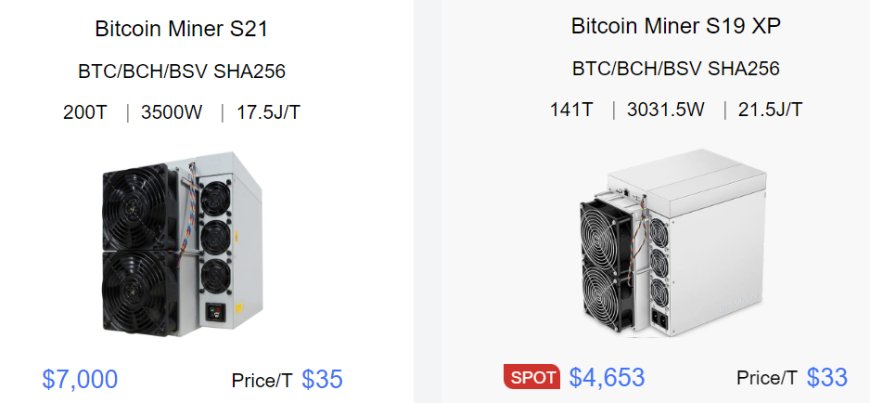 Bitcoin Miner S21
BTC/BCH/BSV SHA256
200T | 3500W | 17.5J/T
$7,000 Price/T $35
Bitcoin Miner S19 XP
BTC/BCH/BSV SHA256
141T | 3031.5W | 21.5J/T
SPOT $4,653 Price/T $33